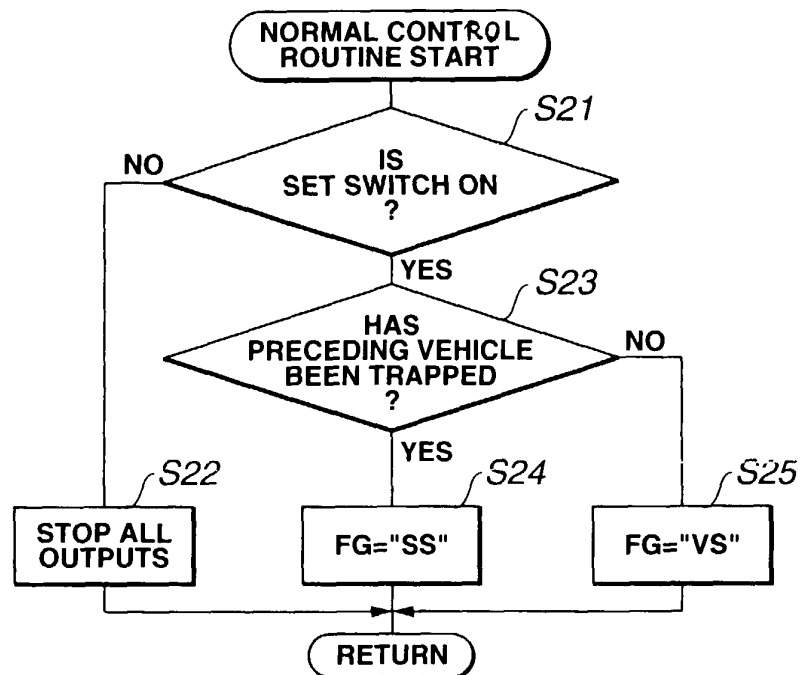 NORMAL CONTROL
ROUTINE START
S21
NO
IS
SET SWITCH ON
?
YES
S23
HAS
PRECEDING VEHICLE
BEEN TRAPPED
?
NO
YES
S22
S24
S25
STOP ALL
OUTPUTS
FG="SS"
FG="VS"
RETURN